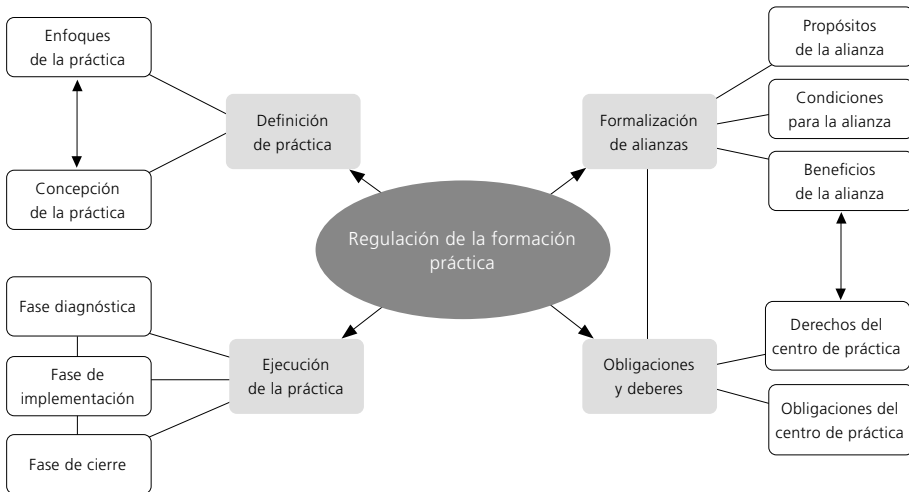 Enfoques
de la práctica
Definición
de práctica
Concepción
de la práctica
Propósitos
de la alianza
Formalización
de alianzas
Condiciones
para la alianza
Beneficios
de la alianza
Regulación de la formación
práctica
Fase diagnóstica
Ejecución
de la práctica
Fase de
implementación
Fase de cierre
Obligaciones
y deberes
Derechos del
centro de práctica
Obligaciones del
centro de práctica